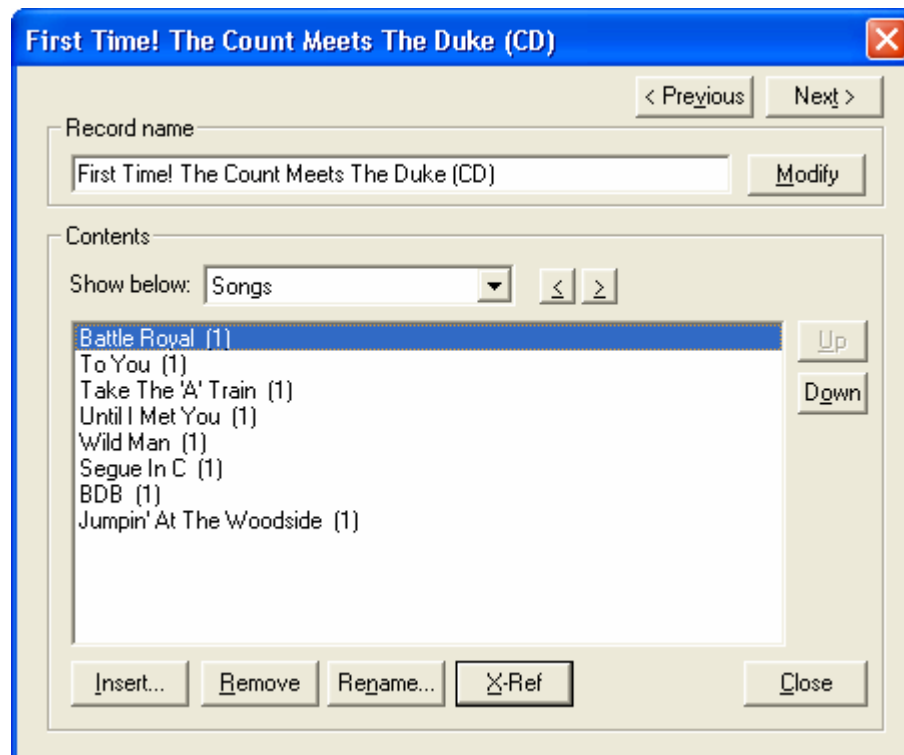 First Time! The Count Meets The Duke (CD)
< Previous Next >
Record name
First Time! The Count Meets The Duke (CD) Modify
Contents
Show below: Songs < >
Battle Royal (1)
Up
To You (1)
Take The 'A' Train (1)
Down
Until I Met You (1)
Wild Man (1)
Segue In C (1)
BDB (1)
Jumpin' At The Woodside (1)
Insert... Remove Rename... X-Ref Close